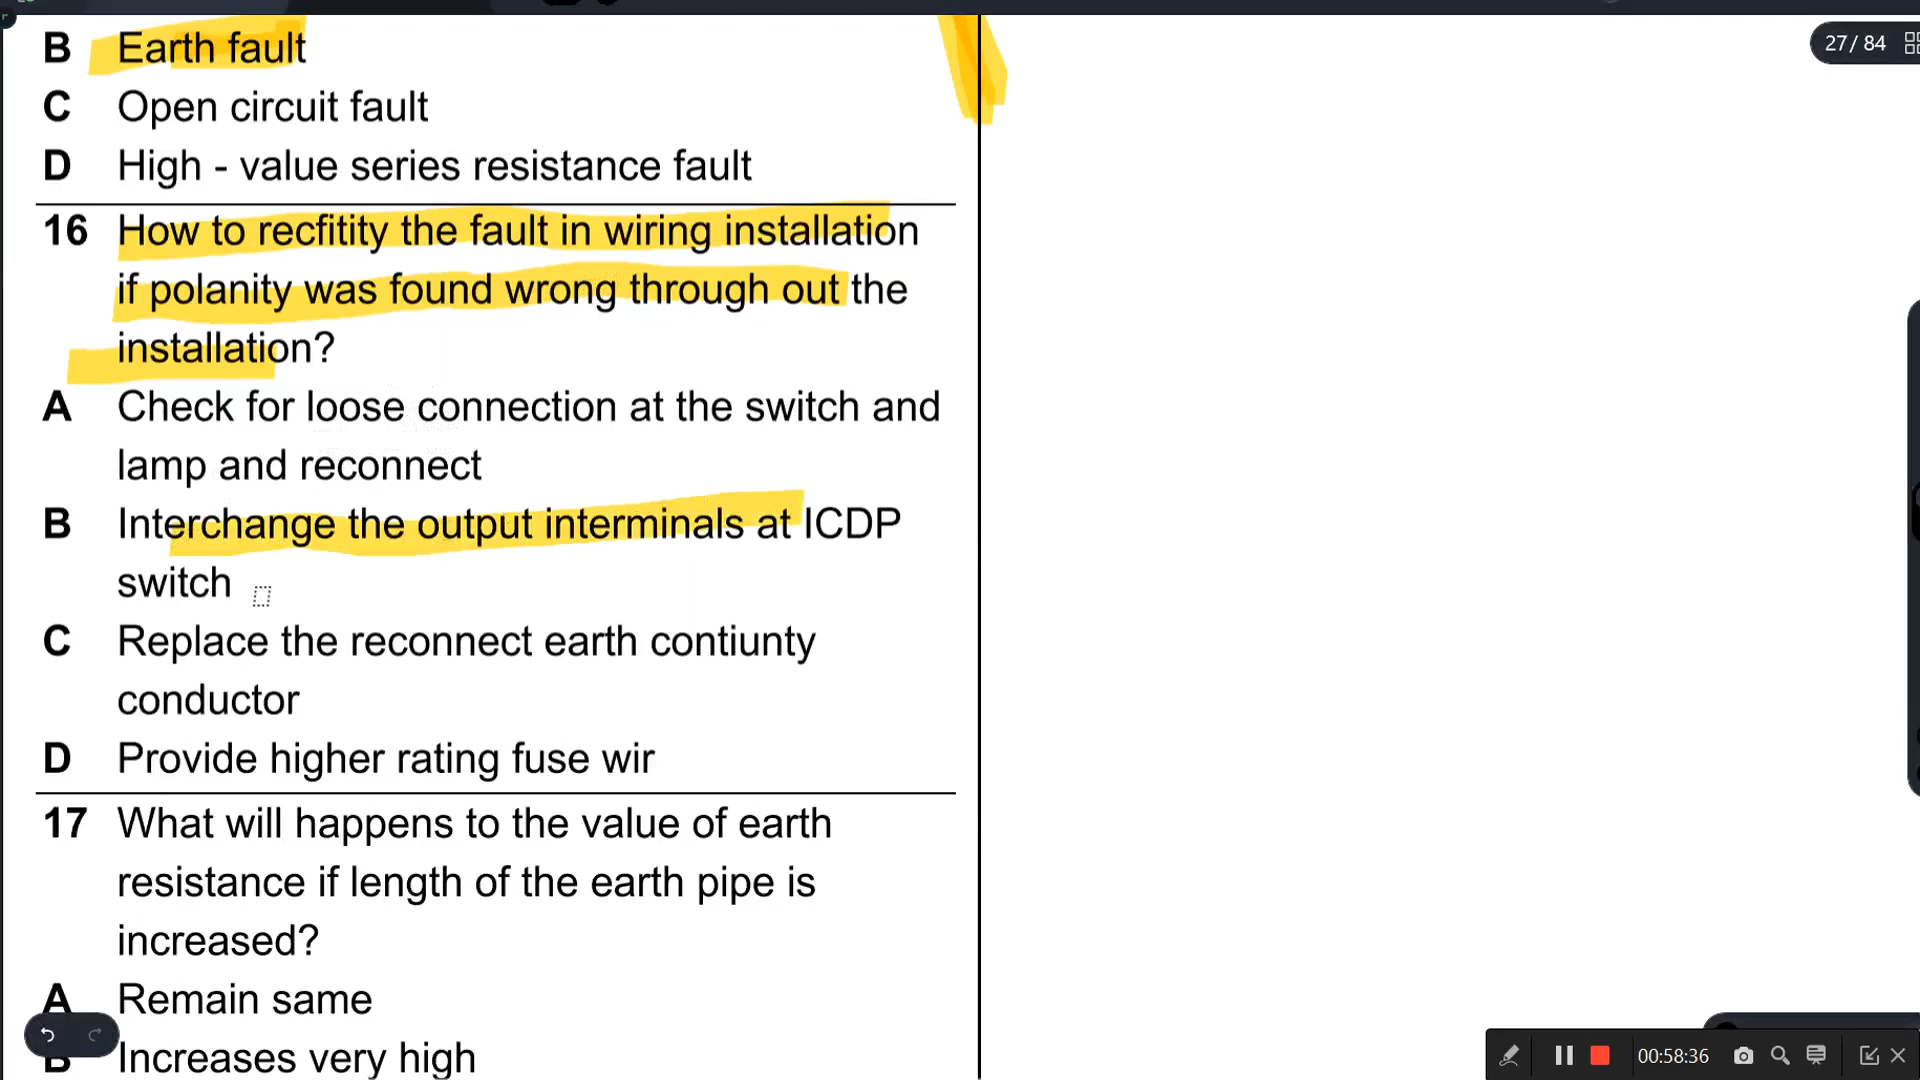 27/ 84
B Earth fault
C Open circuit fault
D High - value series resistance fault
16 How to recfitity the fault in wiring installation
if polanity was found wrong through out the
installation?
A Check for loose connection at the switch and
lamp and reconnect
B Interchange the output interminals at ICDP
switch
C Replace the reconnect earth contiunty
conductor
D Provide higher rating fuse wir
17 What will happens to the value of earth
resistance if length of the earth pipe is
increased?
A Remain same
B Increases very high
00:58:36